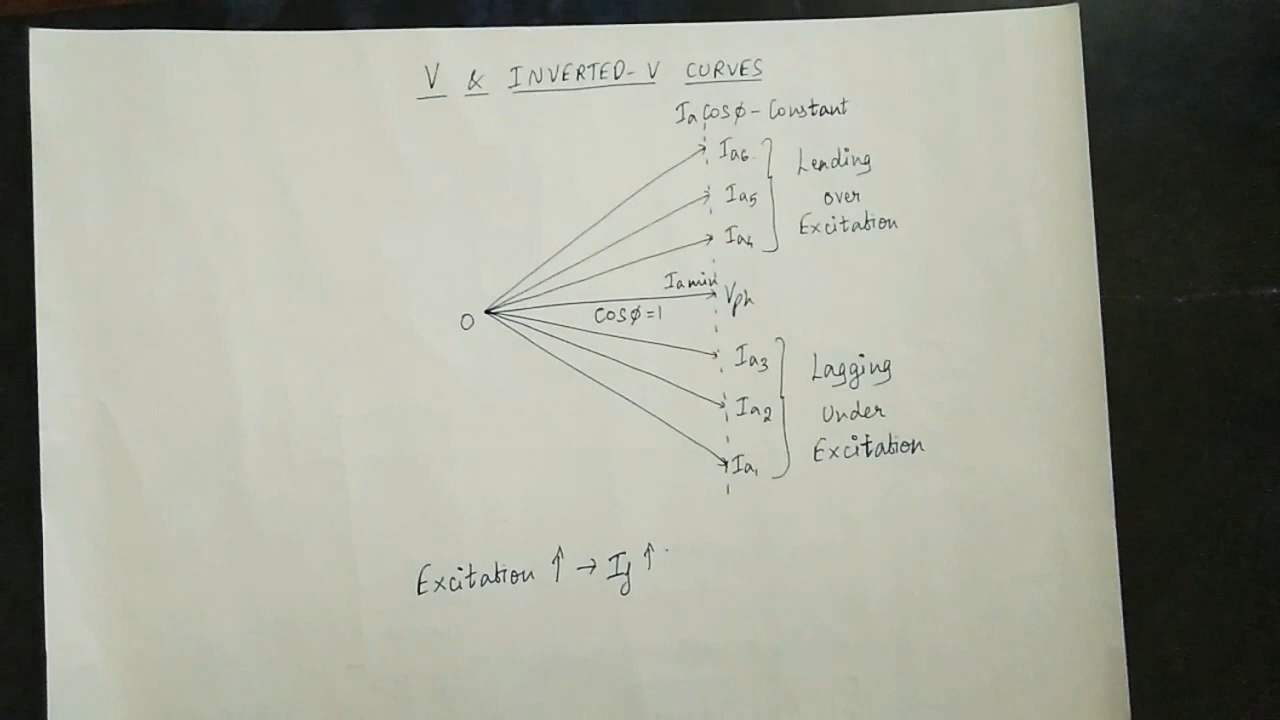 V & INVERTED-V CURVES
Ia cosϕ - Constant
Ia6
Ia5
Ia4
Leading
over
Excitation
Iamin
Vph
O
cosϕ=1
Ia3
Ia2
Ia1
Lagging
Under
Excitation
Excitation ↑ → If ↑